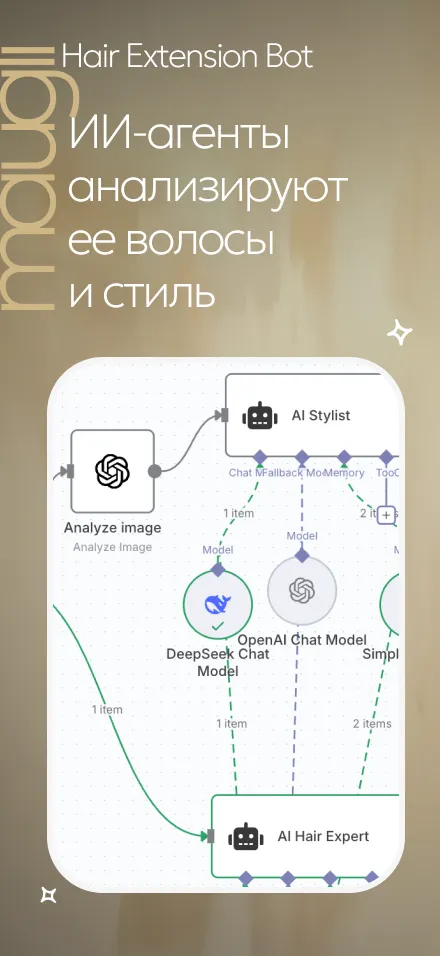 maugli
Hair Extension Bot
ИИ-агенты
анализируют
ее волосы
и стиль
AI Stylist
Chat M
Fallback Mo
Memory
Tool
1 item
2 it
s
+
Analyze image
Analyze Image
Model
Model
M
OpenAI Chat Model
DeepSeek Chat
Model
Simpl
1 item
1 item
2 items
AI Hair Expert